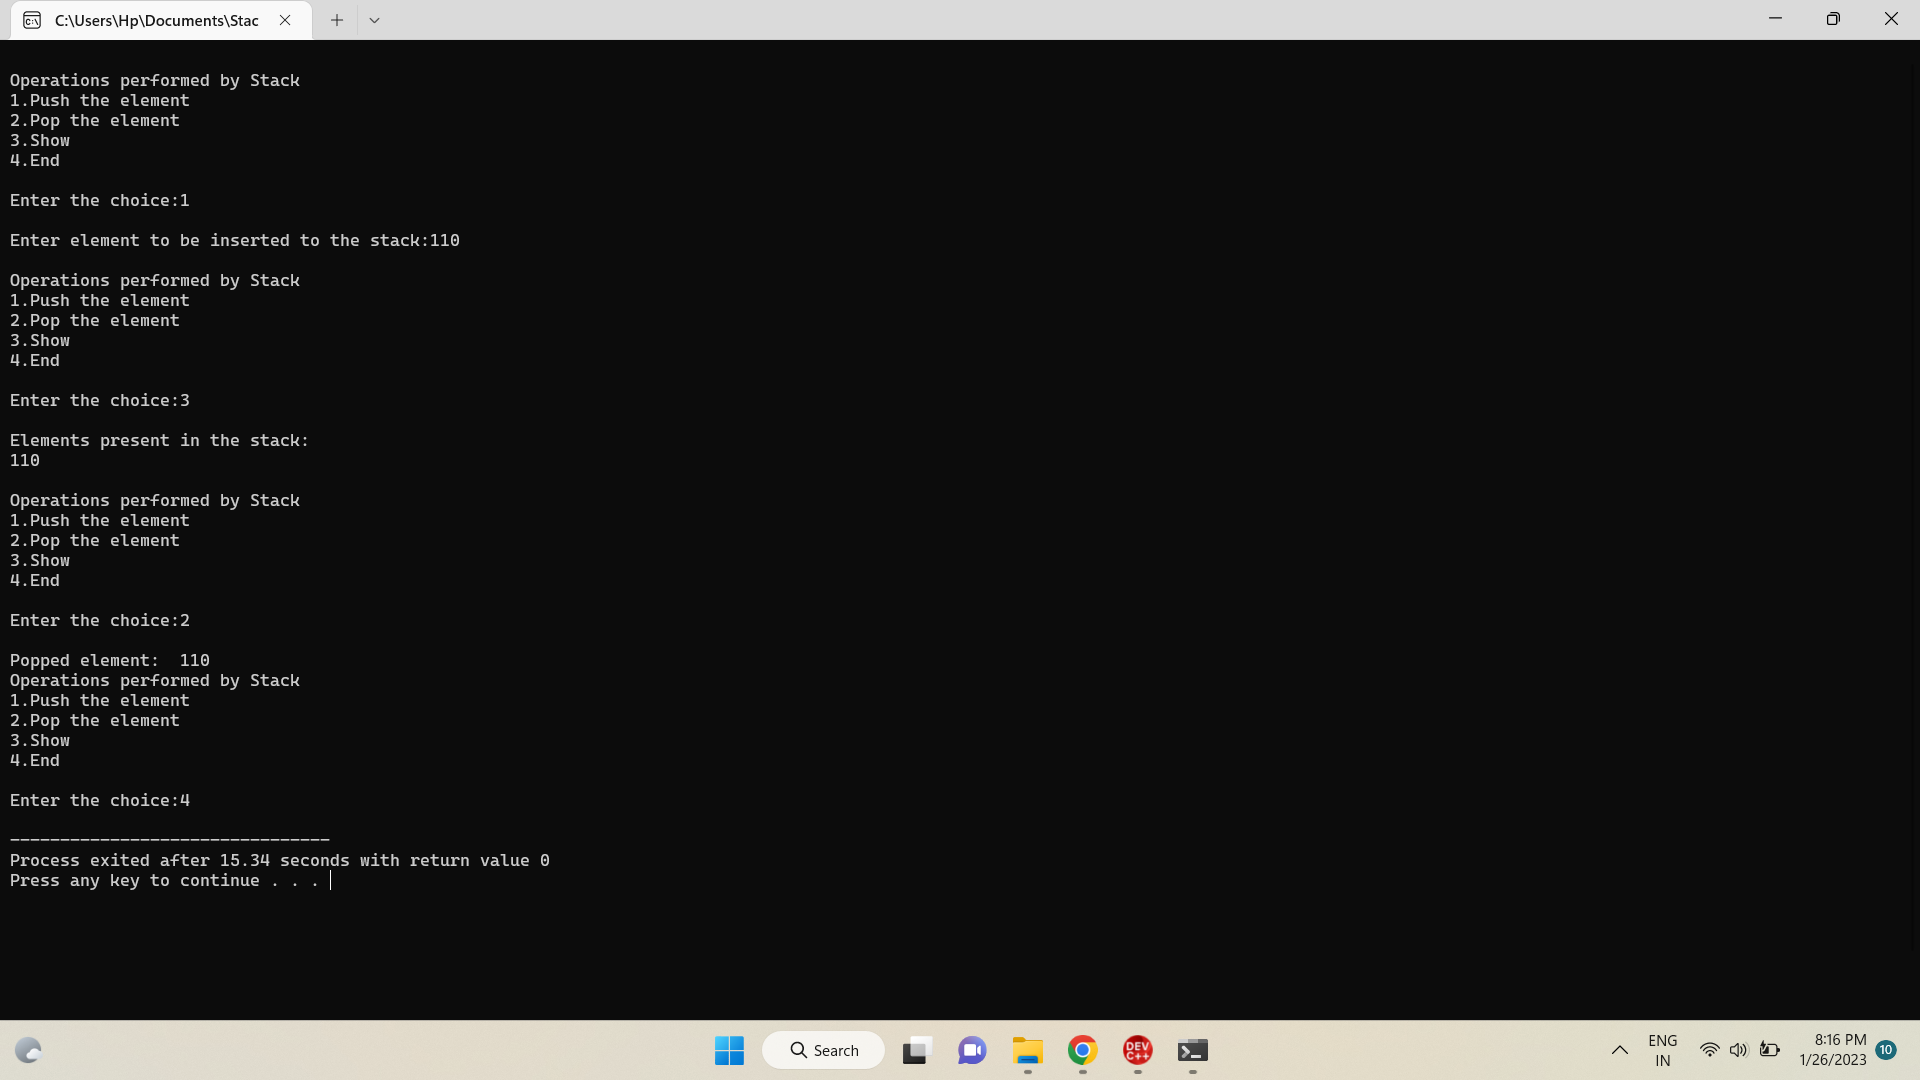 C:\Users\Hp\Documents\Stac
Operations performed by Stack
1.Push the element
2.Pop the element
3.Show
4.End
Enter the choice:1
Enter element to be inserted to the stack:110
Operations performed by Stack
1.Push the element
2.Pop the element
3.Show
4.End
Enter the choice:3
Elements present in the stack:
110
Operations performed by Stack
1.Push the element
2.Pop the element
3.Show
4.End
Enter the choice:2
Popped element:  110
Operations performed by Stack
1.Push the element
2.Pop the element
3.Show
4.End
Enter the choice:4
--------------------------------
Process exited after 15.34 seconds with return value 0
Press any key to continue . . .
Search
DEV
C++
ENG
IN
8:16 PM
1/26/2023
10